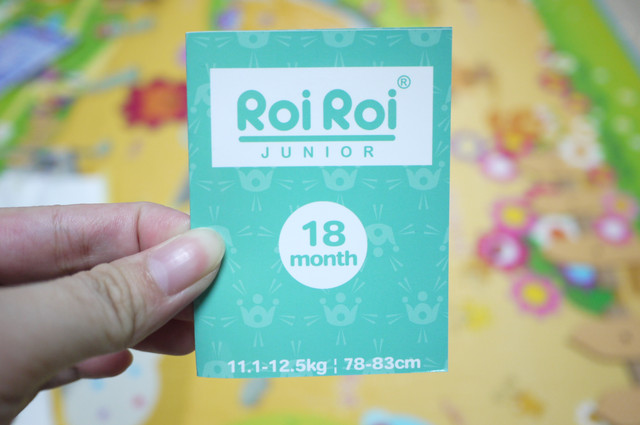 Roi Roi®
JUNIOR
18
month
11.1-12.5kg ¦ 78-83cm